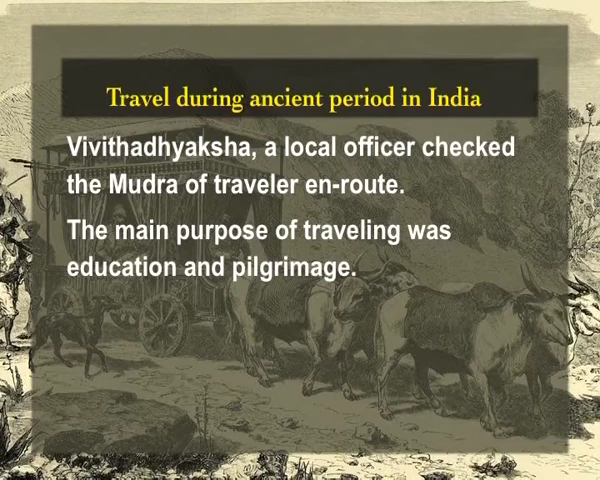 Travel during ancient period in India
Vivithadhyaksha, a local officer checked
the Mudra of traveler en-route.
The main purpose of traveling was
education and pilgrimage.